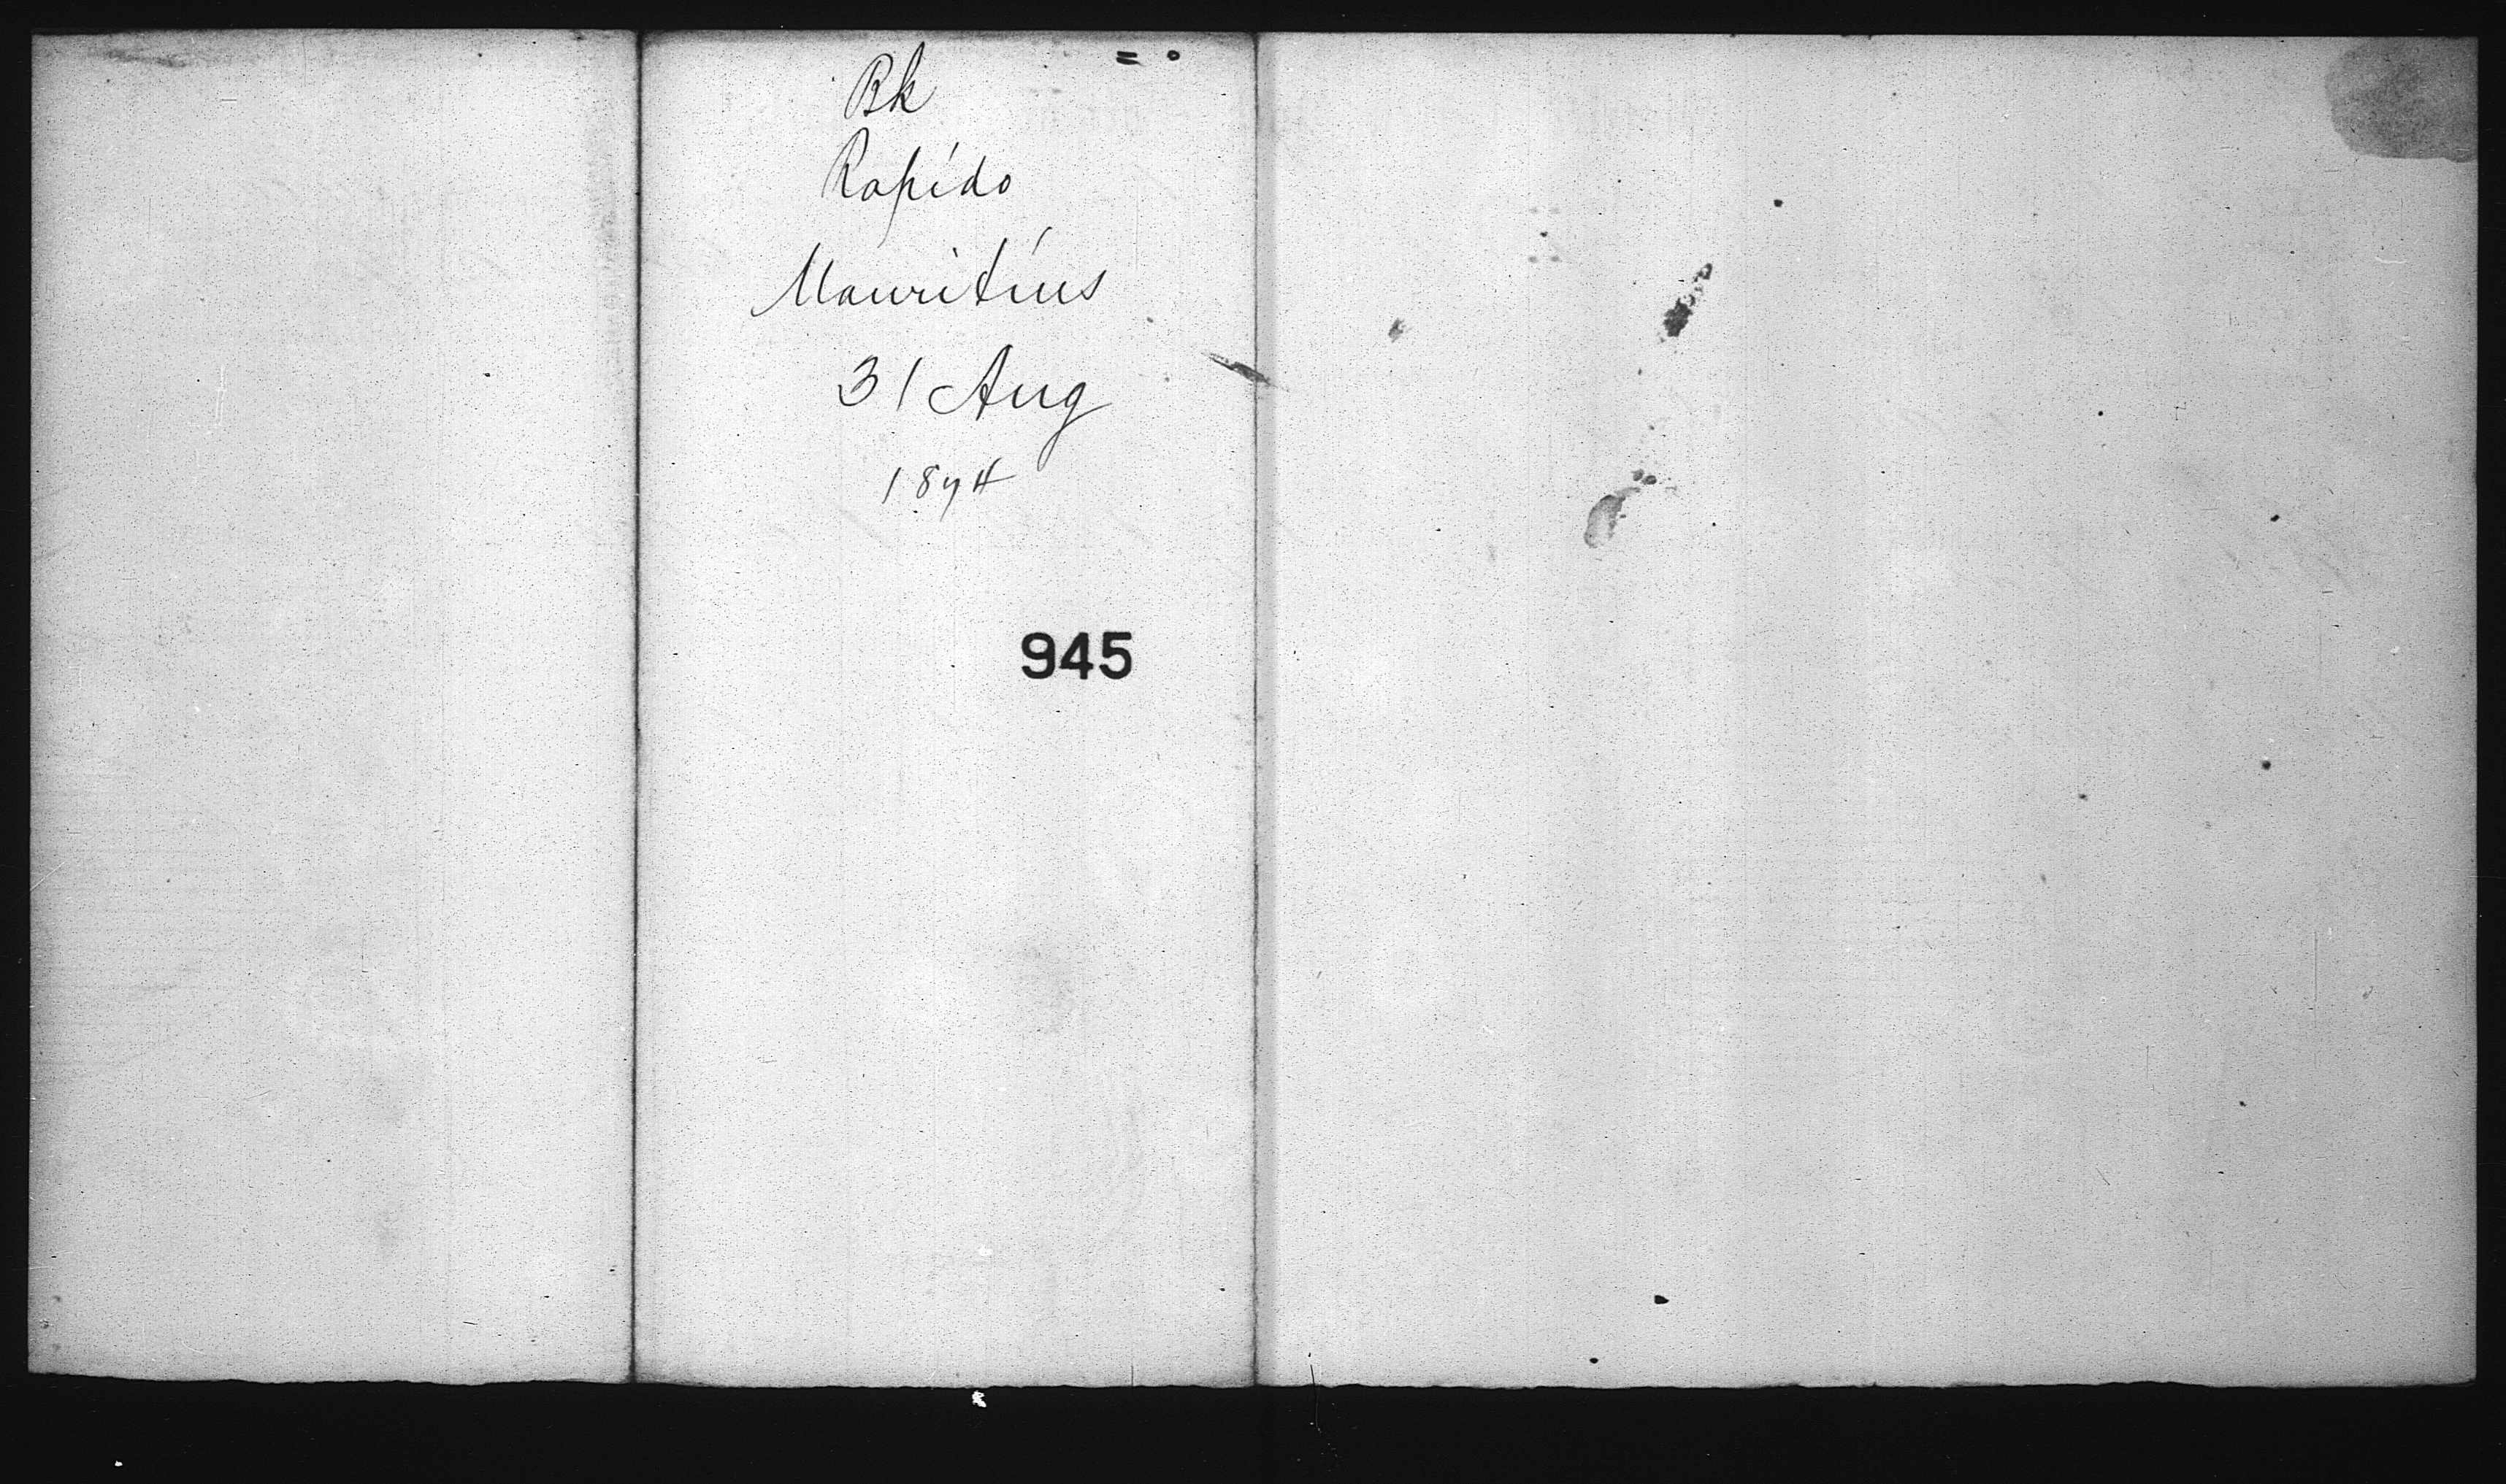 Bk
Rapido
Mauritius
31 Aug
1874
945